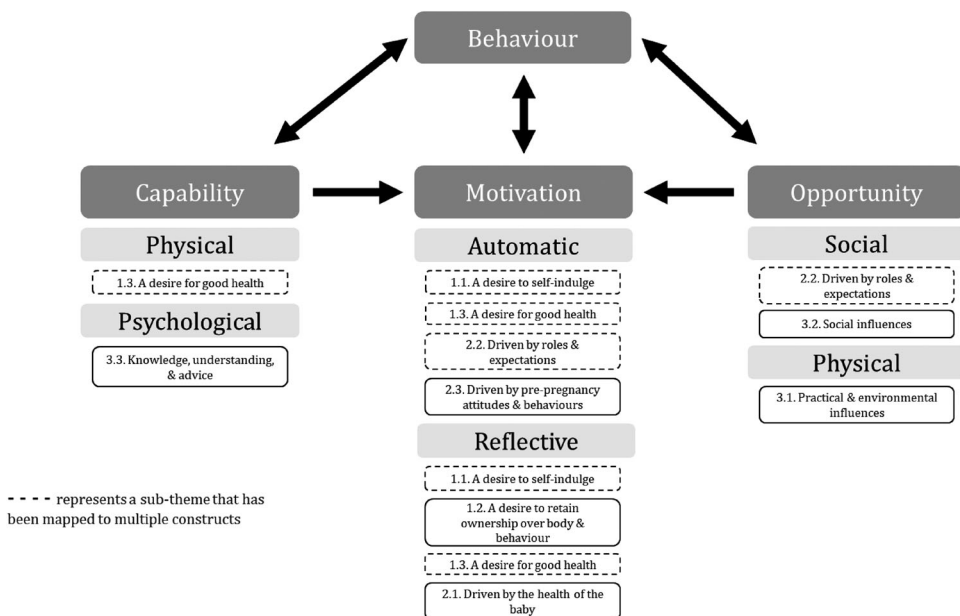 Behaviour
Capability
Physical
1.3. A desire for good health
Psychological
3.3. Knowledge, understanding,
& advice
Motivation
Automatic
1.1. A desire to self-indulge
1.3. A desire for good health
2.2. Driven by roles &
expectations
2.3. Driven by pre-pregnancy
attitudes & behaviours
Reflective
1.1. A desire to self-indulge
1.2. A desire to retain
ownership over body &
behaviour
1.3. A desire for good health
2.1. Driven by the health of the
baby
Opportunity
Social
2.2. Driven by roles &
expectations
3.2. Social influences
Physical
3.1. Practical & environmental
influences
- - - - represents a sub-theme that has
been mapped to multiple constructs